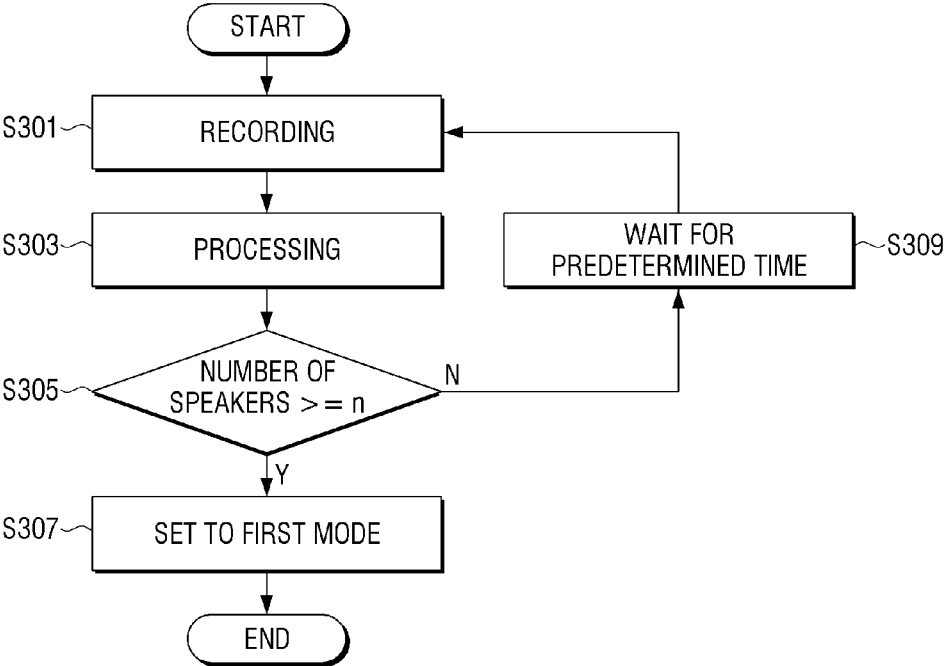 START
S301
RECORDING
S303
PROCESSING
WAIT FOR
PREDETERMINED TIME
S309
S305
NUMBER OF
SPEAKERS >= n
N
Y
S307
SET TO FIRST MODE
END